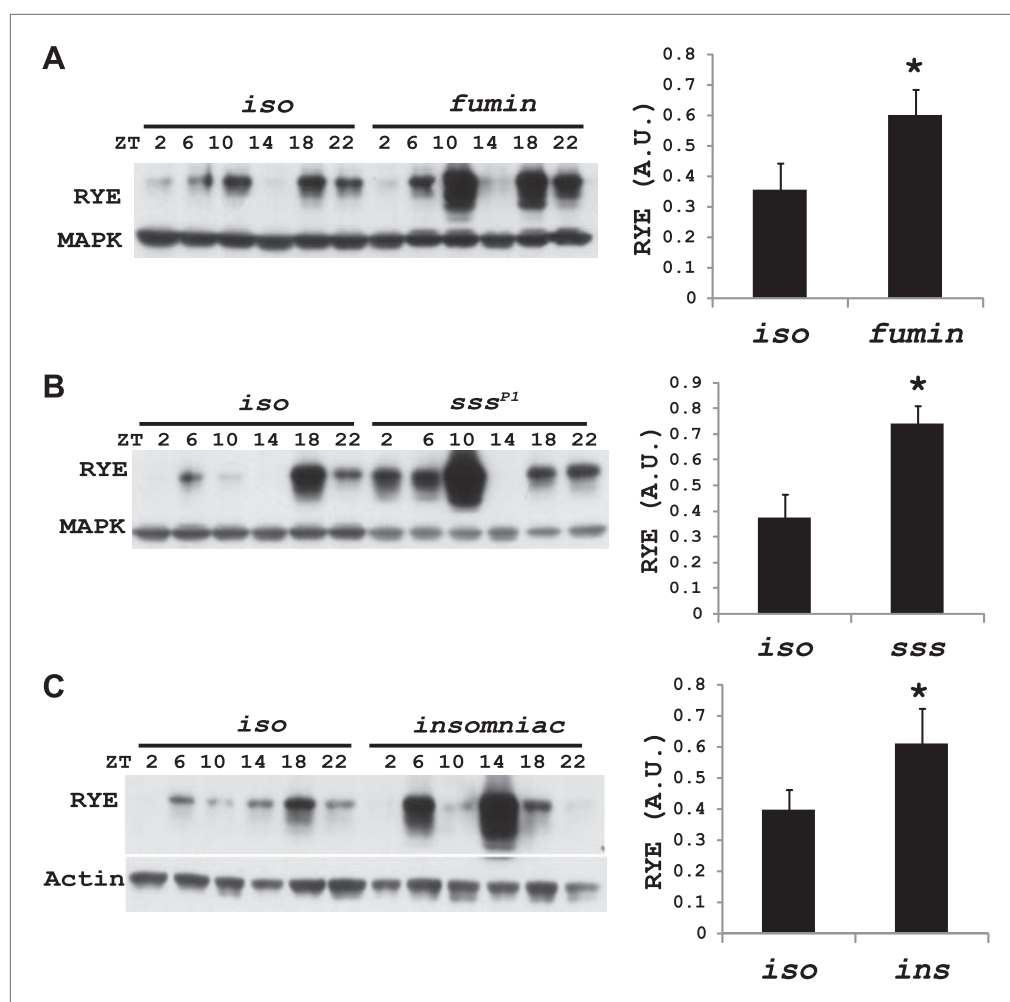 A
iso fumin
ZT 2 6 10 14 18 22 2 6 10 14 18 22
RYE
MAPK
RYE (A.U.)
0.8
0.7
0.6
0.5
0.4
0.3
0.2
0.1
0
*
iso fumin
B
iso sssP1
ZT 2 6 10 14 18 22 2 6 10 14 18 22
RYE
MAPK
RYE (A.U.)
0.9
0.8
0.7
0.6
0.5
0.4
0.3
0.2
0.1
0
*
iso sss
C
iso insomniac
ZT 2 6 10 14 18 22 2 6 10 14 18 22
RYE
Actin
RYE (A.U.)
0.8
0.7
0.6
0.5
0.4
0.3
0.2
0.1
0
*
iso ins